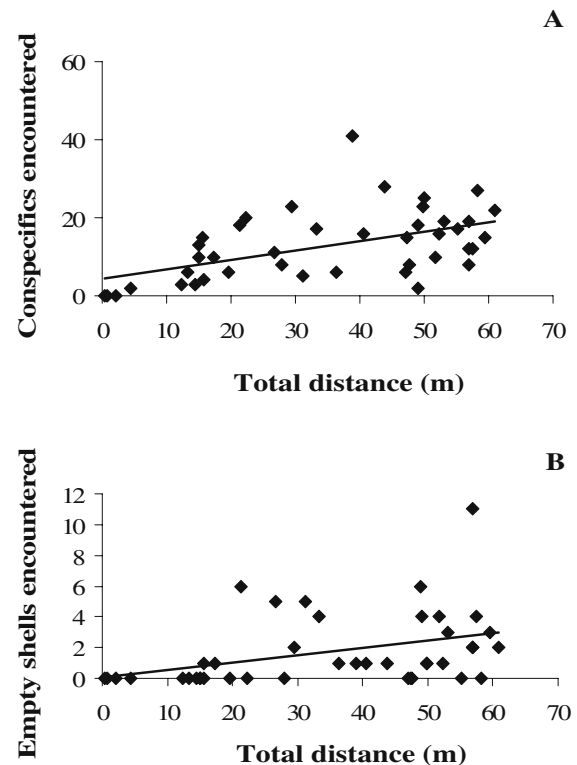 A
Conspecifics encountered
60
40
20
0
0 10 20 30 40 50 60 70
Total distance (m)
B
Empty shells encountered
12
10
8
6
4
2
0
0 10 20 30 40 50 60 70
Total distance (m)